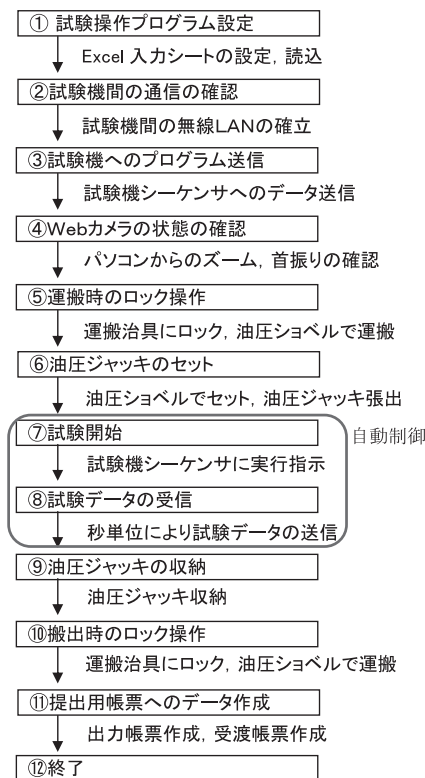 ① 試験操作プログラム設定
Excel 入力シートの設定, 読込
②試験機間の通信の確認
試験機間の無線LANの確立
③試験機へのプログラム送信
試験機シーケンサへのデータ送信
④Webカメラの状態の確認
パソコンからのズーム, 首振りの確認
⑤運搬時のロック操作
運搬治具にロック, 油圧ショベルで運搬
⑥油圧ジャッキのセット
油圧ショベルでセット, 油圧ジャッキ張出
⑦試験開始
自動制御
試験機シーケンサに実行指示
⑧試験データの受信
秒単位により試験データの送信
⑨油圧ジャッキの収納
油圧ジャッキ収納
⑩搬出時のロック操作
運搬治具にロック, 油圧ショベルで運搬
⑪提出用帳票へのデータ作成
出力帳票作成, 受渡帳票作成
⑫終了